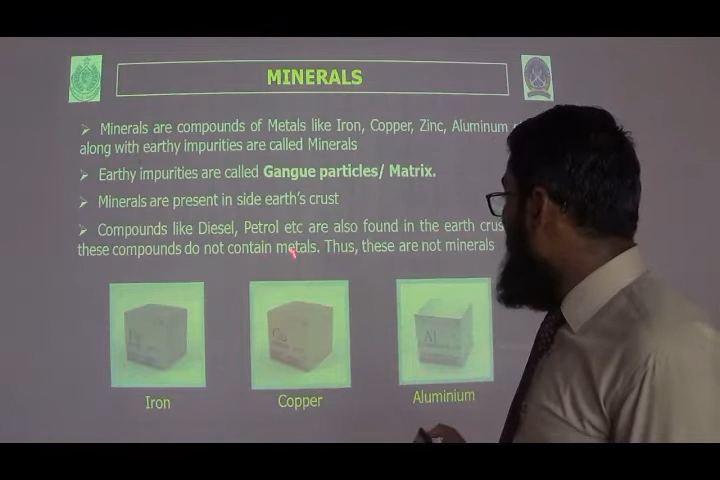 MINERALS
➢ Minerals are compounds of Metals like Iron, Copper, Zinc, Aluminum
along with earthy impurities are called Minerals
➢ Earthy impurities are called Gangue particles/ Matrix.
➢ Minerals are present in side earth's crust
➢ Compounds like Diesel, Petrol etc are also found in the earth
these compounds do not contain metals. Thus, these are not minerals
Cu
Al
Iron
Copper
Aluminium